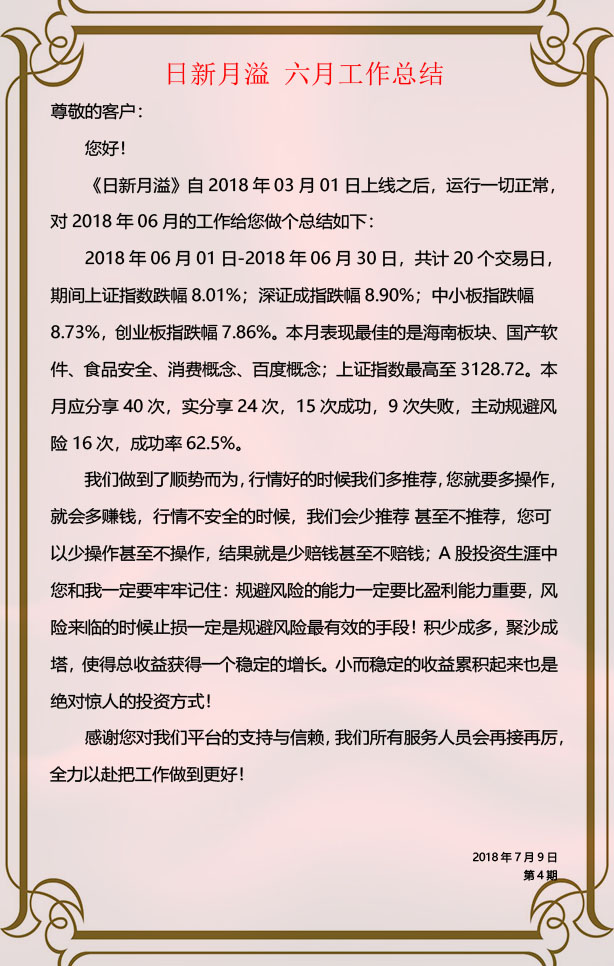 日新月溢 六月工作总结
尊敬的客户：
您好！
《日新月溢》自 2018 年 03 月 01 日上线之后，运行一切正常，
对 2018 年 06 月的工作给您做个总结如下：
2018 年 06 月 01 日-2018 年 06 月 30 日，共计 20 个交易日，
期间上证指数跌幅 8.01%；深证成指跌幅 8.90%；中小板指跌幅
8.73%，创业板指跌幅 7.86%。本月表现最佳的是海南板块、国产软
件、食品安全、消费概念、百度概念；上证指数最高至 3128.72。本
月应分享 40 次，实分享 24 次，15 次成功，9 次失败，主动规避风
险 16 次，成功率 62.5%。
我们做到了顺势而为，行情好的时候我们多推荐，您就要多操作，
就会多赚钱，行情不安全的时候，我们会少推荐 甚至不推荐，您可
以少操作甚至不操作，结果就是少赔钱甚至不赔钱；A 股投资生涯中
您和我一定要牢牢记住：规避风险的能力一定要比盈利能力重要，风
险来临的时候止损一定是规避风险最有效的手段！积少成多，聚沙成
塔，使得总收益获得一个稳定的增长。小而稳定的收益累积起来也是
绝对惊人的投资方式！
感谢您对我们平台的支持与信赖，我们所有服务人员会再接再厉，
全力以赴把工作做到更好！
2018 年 7 月 9 日
第 4 期